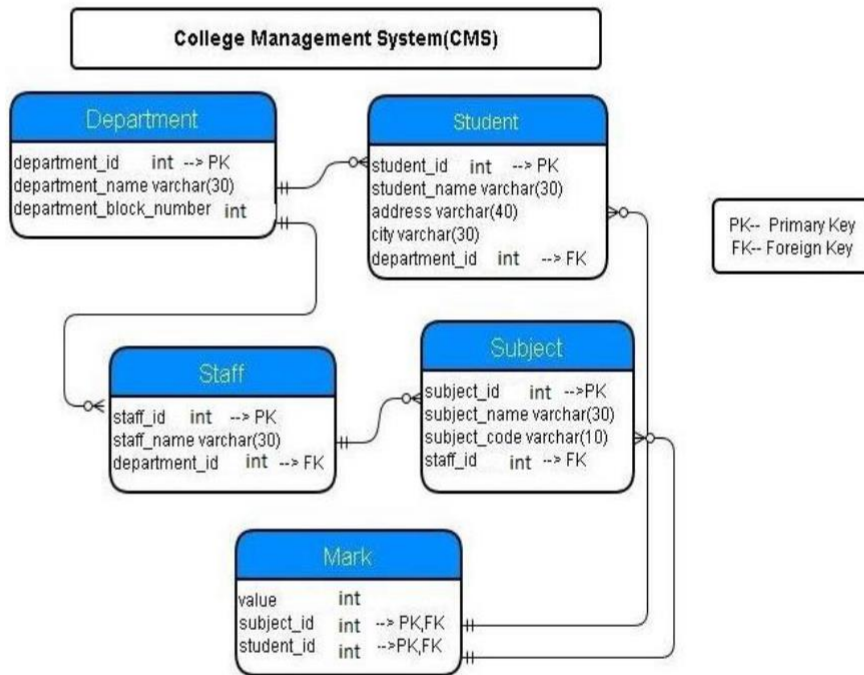 College Management System(CMS)
Department
department_id int --> PK
department_name varchar(30)
department_block_number int
Student
student_id int --> PK
student_name varchar(30)
address varchar(40)
city varchar(30)
department_id int --> FK
PK-- Primary Key
FK-- Foreign Key
Staff
staff_id int --> PK
staff_name varchar(30)
department_id int --> FK
Subject
subject_id int -->PK
subject_name varchar(30)
subject_code varchar(10)
staff_id int --> FK
Mark
value int
subject_id int --> PK,FK
student_id int -->PK,FK